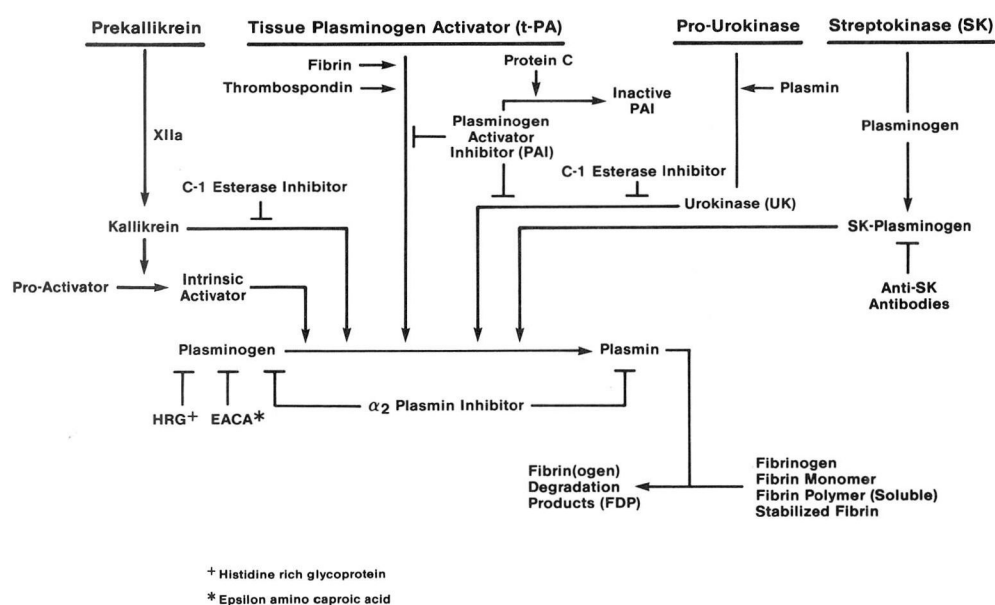 Prekallikrein
Tissue Plasminogen Activator (t-PA)
Pro-Urokinase
Streptokinase (SK)
Fibrin
Thrombospondin
Protein C
Inactive
PAI
Plasmin
XIIa
Plasminogen
Activator
Inhibitor (PAI)
Plasminogen
C-1 Esterase Inhibitor
C-1 Esterase Inhibitor
Urokinase (UK)
Kallikrein
SK-Plasminogen
Pro-Activator
Intrinsic
Activator
Anti-SK
Antibodies
Plasminogen
Plasmin
HRG+
EACA*
α2 Plasmin Inhibitor
Fibrin(ogen)
Degradation
Products (FDP)
Fibrinogen
Fibrin Monomer
Fibrin Polymer (Soluble)
Stabilized Fibrin
+ Histidine rich glycoprotein
* Epsilon amino caproic acid